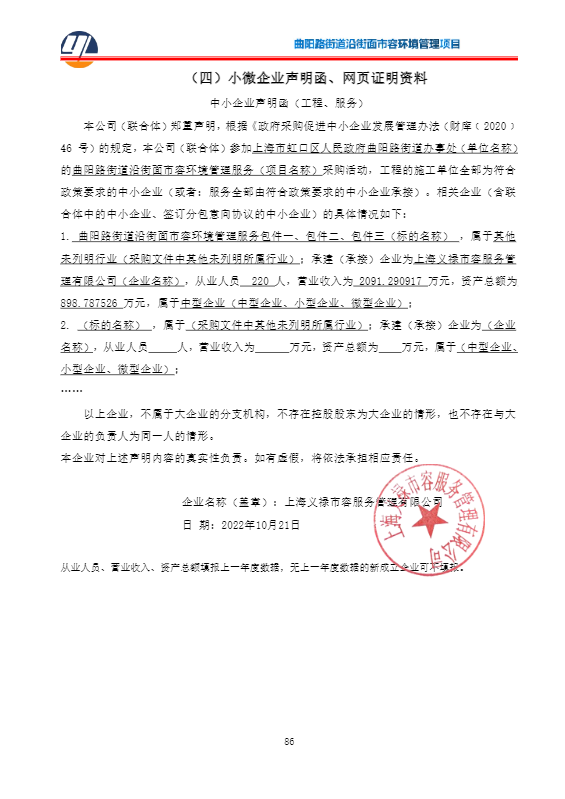 曲阳路街道沿街面市容环境管理项目
（四）小微企业声明函、网页证明资料
中小企业声明函（工程、服务）
本公司（联合体）郑重声明，根据《政府采购促进中小企业发展管理办法（财库﹝2020﹞
46 号）的规定，本公司（联合体）参加上海市虹口区人民政府曲阳路街道办事处（单位名称）
的曲阳路街道沿街面市容环境管理服务（项目名称）采购活动，工程的施工单位全部为符合
政策要求的中小企业（或者：服务全部由符合政策要求的中小企业承接）。相关企业（含联
合体中的中小企业、签订分包意向协议的中小企业）的具体情况如下：
1. 曲阳路街道沿街面市容环境管理服务包件一、包件二、包件三（标的名称） ，属于其他
未列明行业（采购文件中其他未列明所属行业）；承建（承接）企业为上海义禄市容服务管
理有限公司（企业名称），从业人员 220 人，营业收入为 2091.290917 万元，资产总额为
898.787526 万元，属于中型企业（中型企业、小型企业、微型企业）；
2. （标的名称） ，属于（采购文件中其他未列明所属行业）；承建（承接）企业为（企业
名称），从业人员_____人，营业收入为______万元，资产总额为____万元，属于（中型企业、
小型企业、微型企业）；
……
以上企业，不属于大企业的分支机构，不存在控股股东为大企业的情形，也不存在与大
企业的负责人为同一人的情形。
本企业对上述声明内容的真实性负责。如有虚假，将依法承担相应责任。
企业名称（盖章）：上海义禄市容服务管理有限公司
日 期：2022年10月21日
上海义禄市容服务管理有限公司
从业人员、营业收入、资产总额填报上一年度数据，无上一年度数据的新成立企业可不填报。
86